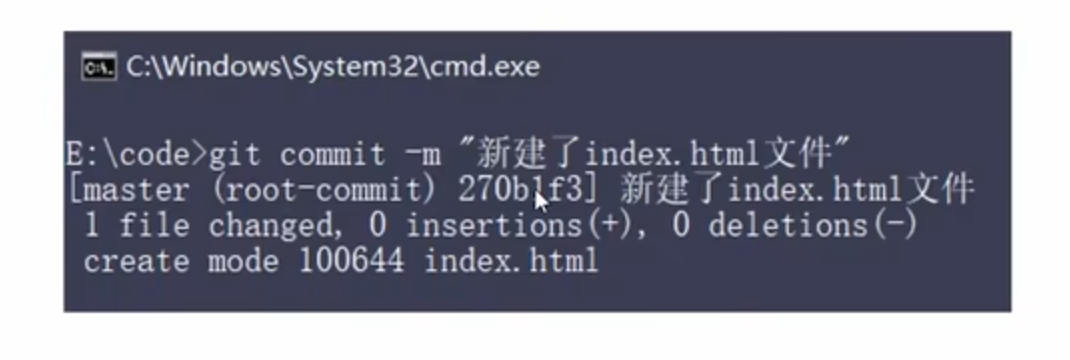 C:\Windows\System32\cmd.exe
E:\code>git commit -m "新建了index.html文件"
[master (root-commit) 270b1f3] 新建了index.html文件
1 file changed, 0 insertions(+), 0 deletions(-)
create mode 100644 index.html